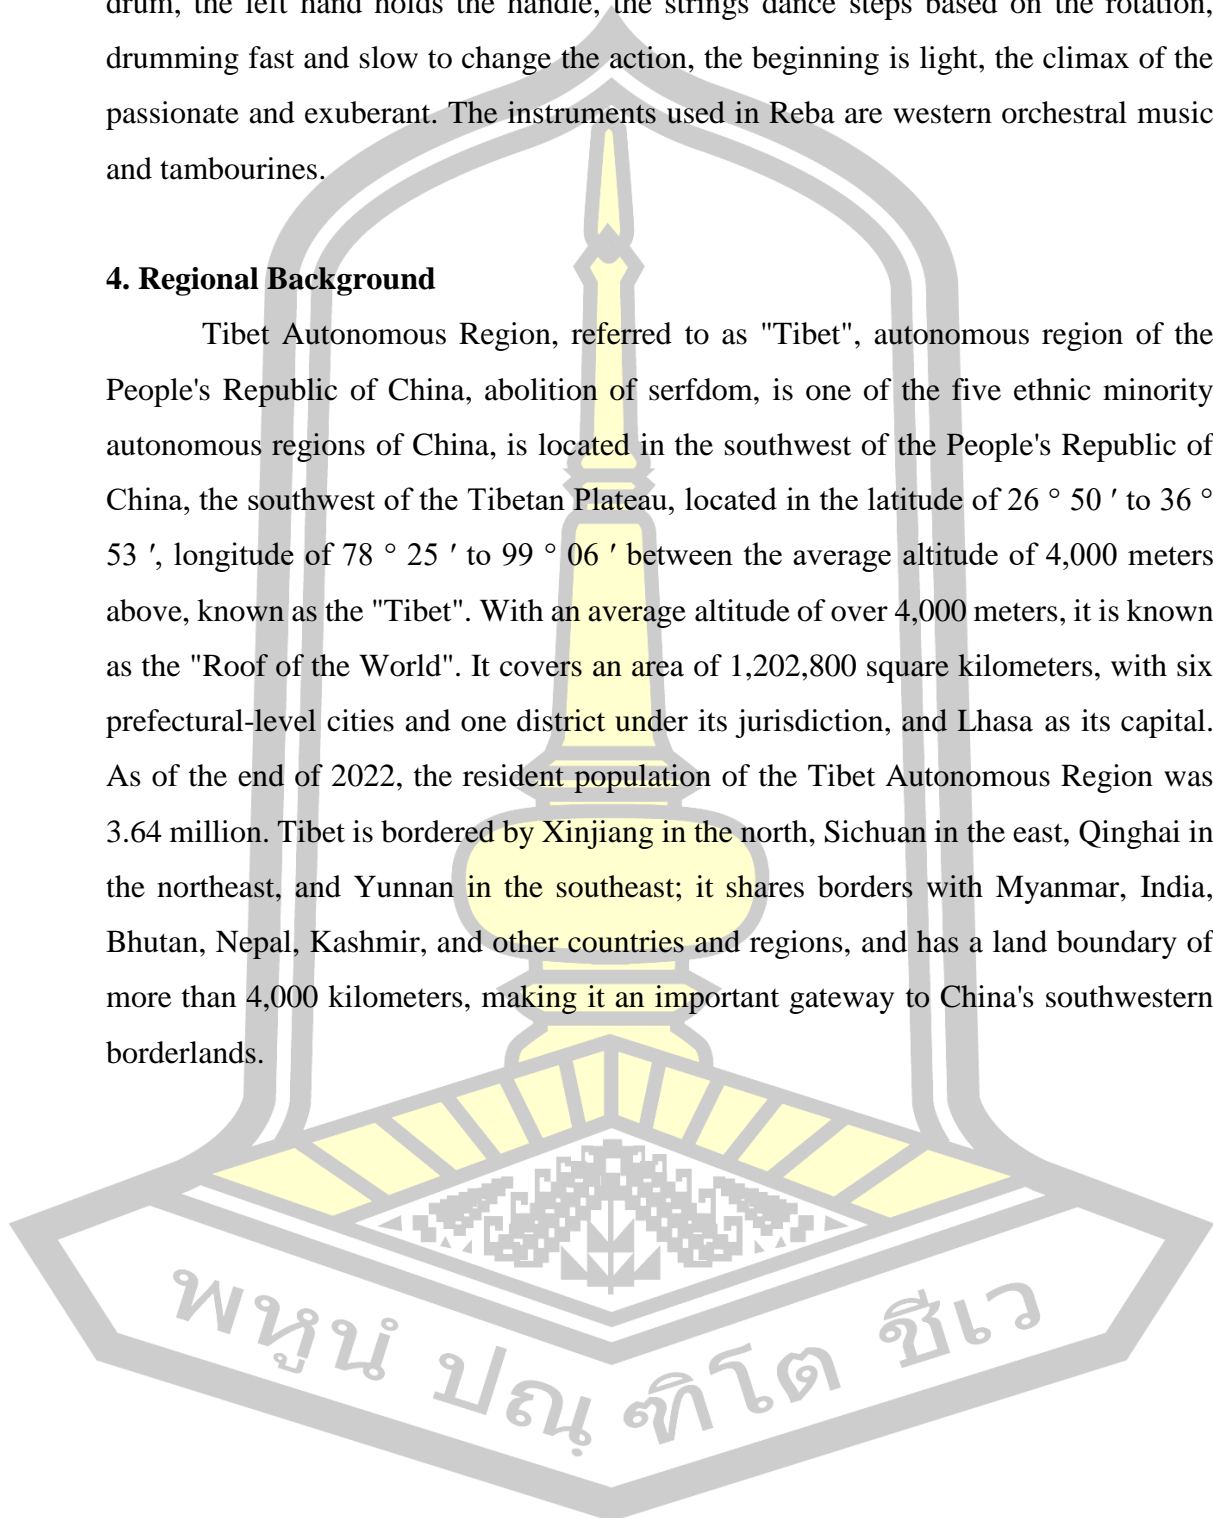 drum, the left hand holds the handle, the strings dance steps based on the rotation,
drumming fast and slow to change the action, the beginning is light, the climax of the
passionate and exuberant. The instruments used in Reba are western orchestral music
and tambourines.
4. Regional Background
Tibet Autonomous Region, referred to as "Tibet", autonomous region of the
People's Republic of China, abolition of serfdom, is one of the five ethnic minority
autonomous regions of China, is located in the southwest of the People's Republic of
China, the southwest of the Tibetan Plateau, located in the latitude of 26 ° 50 ′ to 36 °
53 ′, longitude of 78 ° 25 ′ to 99 ° 06 ′ between the average altitude of 4,000 meters
above, known as the "Tibet". With an average altitude of over 4,000 meters, it is known
as the "Roof of the World". It covers an area of 1,202,800 square kilometers, with six
prefectural-level cities and one district under its jurisdiction, and Lhasa as its capital.
As of the end of 2022, the resident population of the Tibet Autonomous Region was
3.64 million. Tibet is bordered by Xinjiang in the north, Sichuan in the east, Qinghai in
the northeast, and Yunnan in the southeast; it shares borders with Myanmar, India,
Bhutan, Nepal, Kashmir, and other countries and regions, and has a land boundary of
more than 4,000 kilometers, making it an important gateway to China's southwestern
borderlands.
พหูนํ ปณฺฑิโต ชีเว